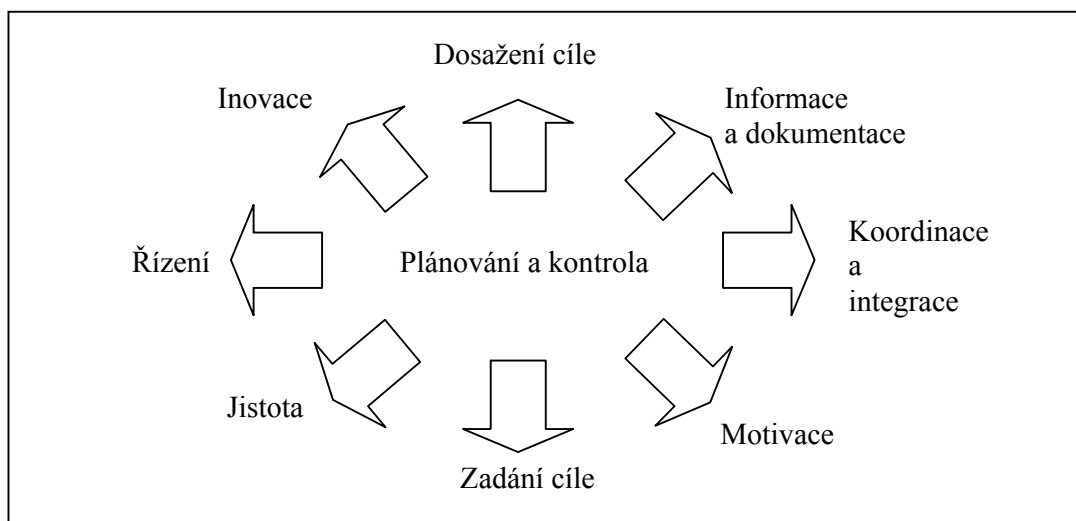 Dosažení cíle
Inovace
Informace
a dokumentace
Řízení
Plánování a kontrola
Koordinace
a
integrace
Jistota
Motivace
Zadání cíle